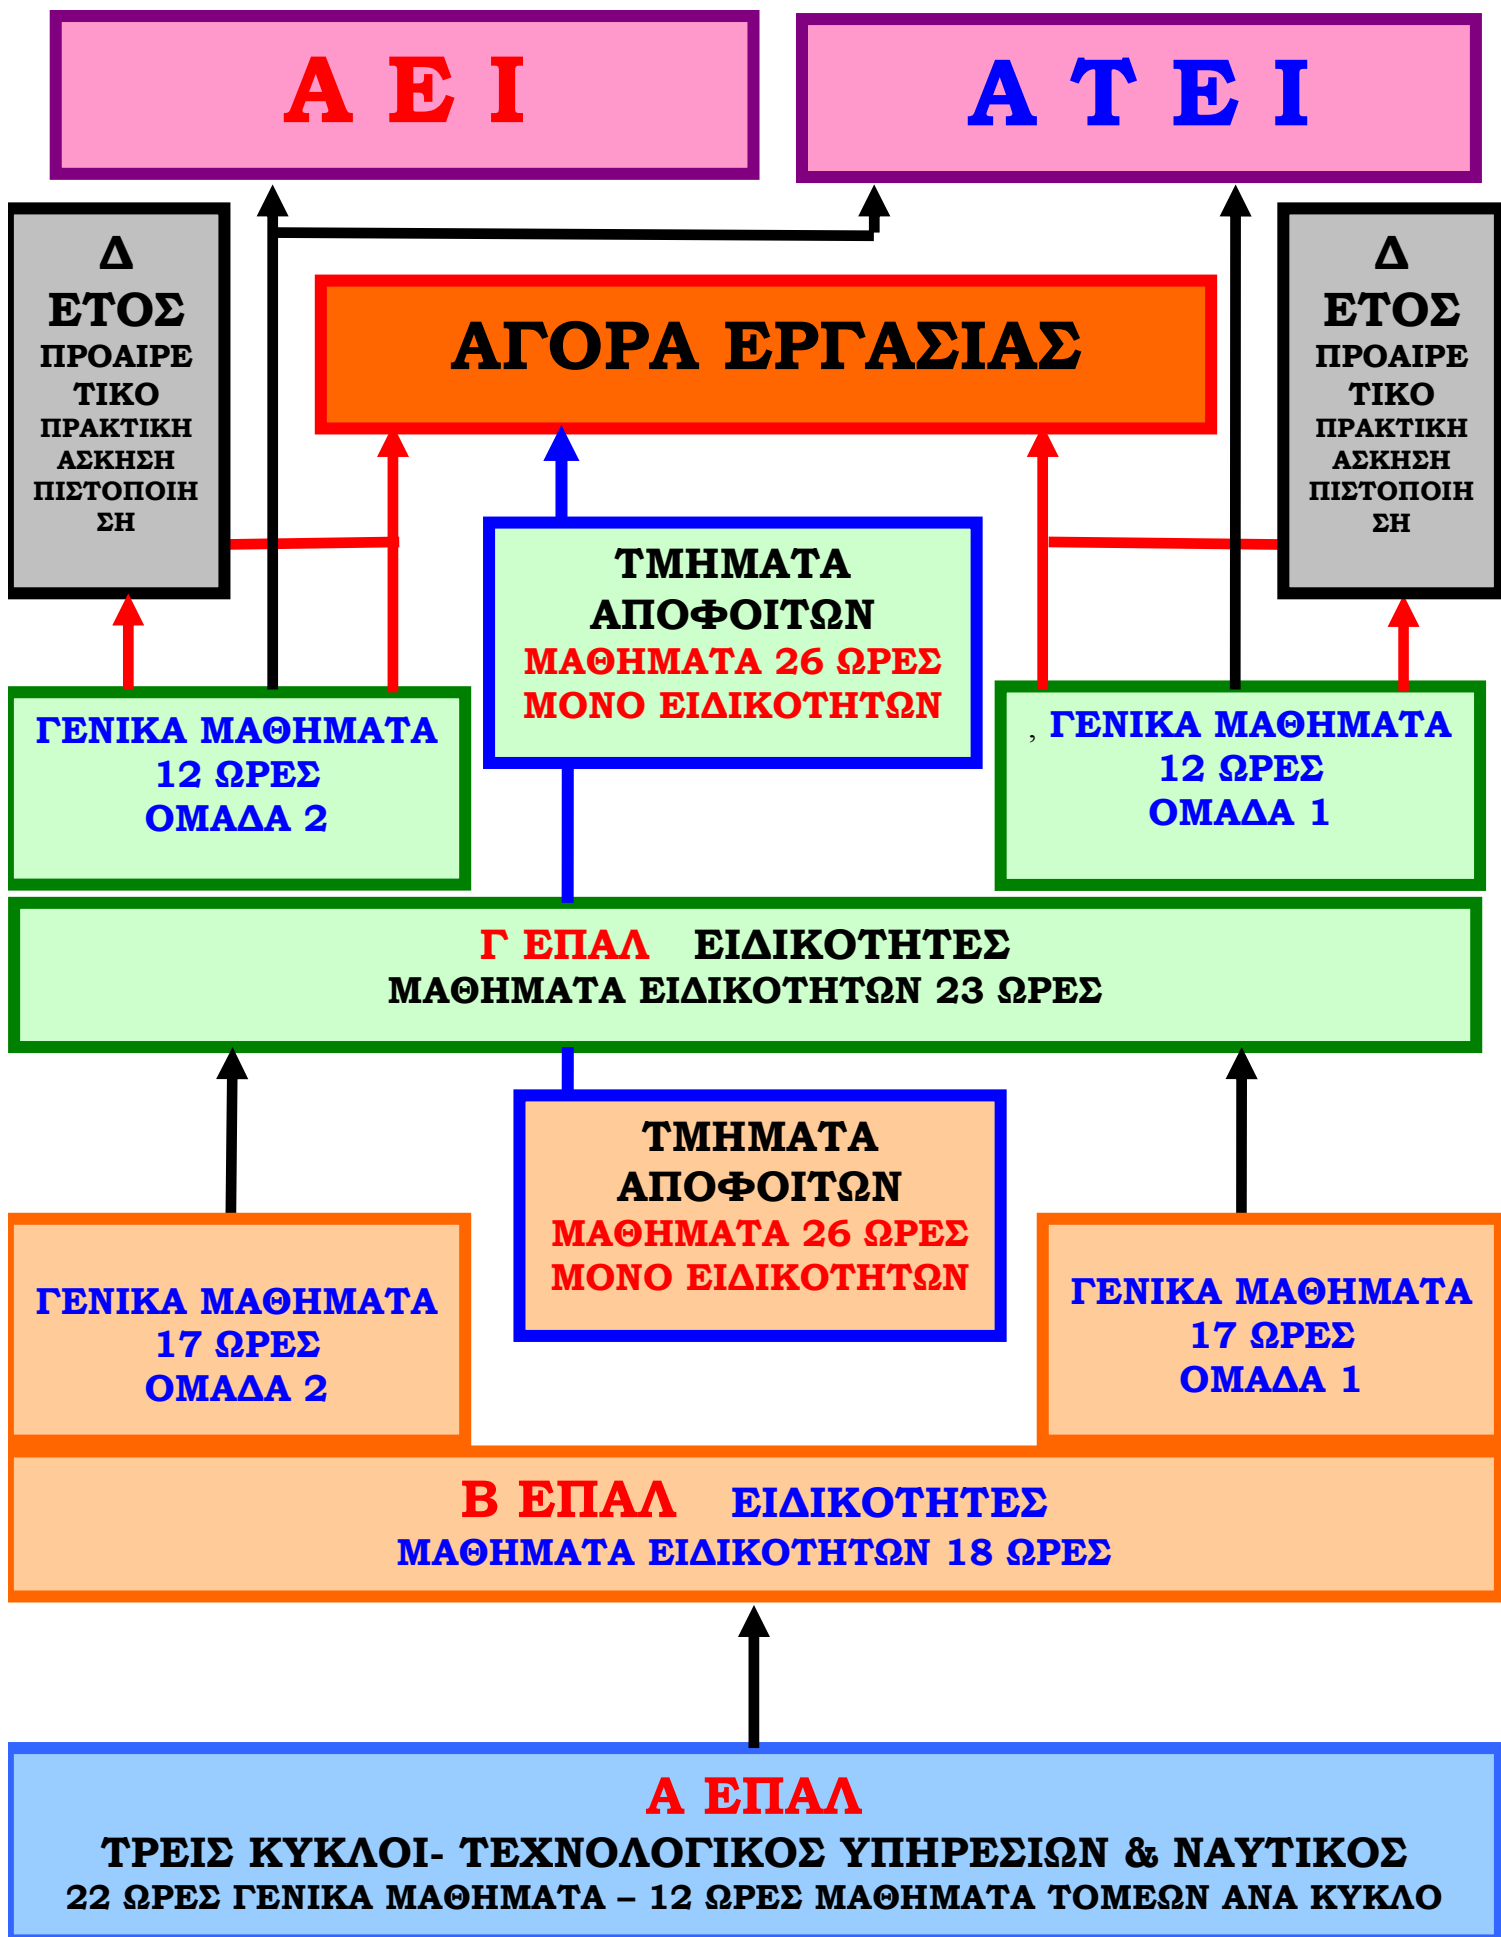 Α Ε Ι
Α Τ Ε Ι
Δ
ΕΤΟΣ
ΠΡΟΑΙΡΕ
ΤΙΚΟ
ΠΡΑΚΤΙΚΗ
ΑΣΚΗΣΗ
ΠΙΣΤΟΠΟΙΗ
ΣΗ
ΑΓΟΡΑ ΕΡΓΑΣΙΑΣ
Δ
ΕΤΟΣ
ΠΡΟΑΙΡΕ
ΤΙΚΟ
ΠΡΑΚΤΙΚΗ
ΑΣΚΗΣΗ
ΠΙΣΤΟΠΟΙΗ
ΣΗ
ΤΜΗΜΑΤΑ
ΑΠΟΦΟΙΤΩΝ
ΜΑΘΗΜΑΤΑ 26 ΩΡΕΣ
ΜΟΝΟ ΕΙΔΙΚΟΤΗΤΩΝ
ΓΕΝΙΚΑ ΜΑΘΗΜΑΤΑ
12 ΩΡΕΣ
ΟΜΑΔΑ 2
, ΓΕΝΙΚΑ ΜΑΘΗΜΑΤΑ
12 ΩΡΕΣ
ΟΜΑΔΑ 1
Γ ΕΠΑΛ ΕΙΔΙΚΟΤΗΤΕΣ
ΜΑΘΗΜΑΤΑ ΕΙΔΙΚΟΤΗΤΩΝ 23 ΩΡΕΣ
ΤΜΗΜΑΤΑ
ΑΠΟΦΟΙΤΩΝ
ΜΑΘΗΜΑΤΑ 26 ΩΡΕΣ
ΜΟΝΟ ΕΙΔΙΚΟΤΗΤΩΝ
ΓΕΝΙΚΑ ΜΑΘΗΜΑΤΑ
17 ΩΡΕΣ
ΟΜΑΔΑ 2
ΓΕΝΙΚΑ ΜΑΘΗΜΑΤΑ
17 ΩΡΕΣ
ΟΜΑΔΑ 1
Β ΕΠΑΛ ΕΙΔΙΚΟΤΗΤΕΣ
ΜΑΘΗΜΑΤΑ ΕΙΔΙΚΟΤΗΤΩΝ 18 ΩΡΕΣ
Α ΕΠΑΛ
ΤΡΕΙΣ ΚΥΚΛΟΙ- ΤΕΧΝΟΛΟΓΙΚΟΣ ΥΠΗΡΕΣΙΩΝ & ΝΑΥΤΙΚΟΣ
22 ΩΡΕΣ ΓΕΝΙΚΑ ΜΑΘΗΜΑΤΑ – 12 ΩΡΕΣ ΜΑΘΗΜΑΤΑ ΤΟΜΕΩΝ ΑΝΑ ΚΥΚΛΟ